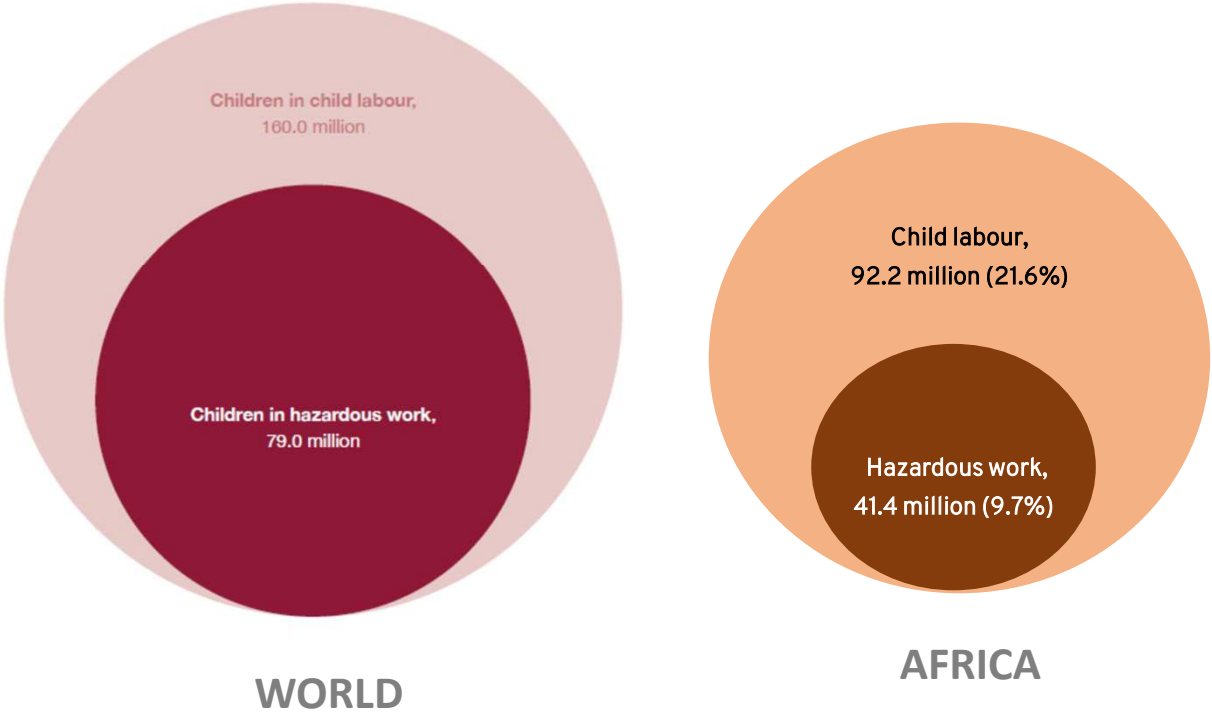 Children in child labour,
160.0 million
Children in hazardous work,
79.0 million
WORLD
Child labour,
92.2 million (21.6%)
Hazardous work,
41.4 million (9.7%)
AFRICA